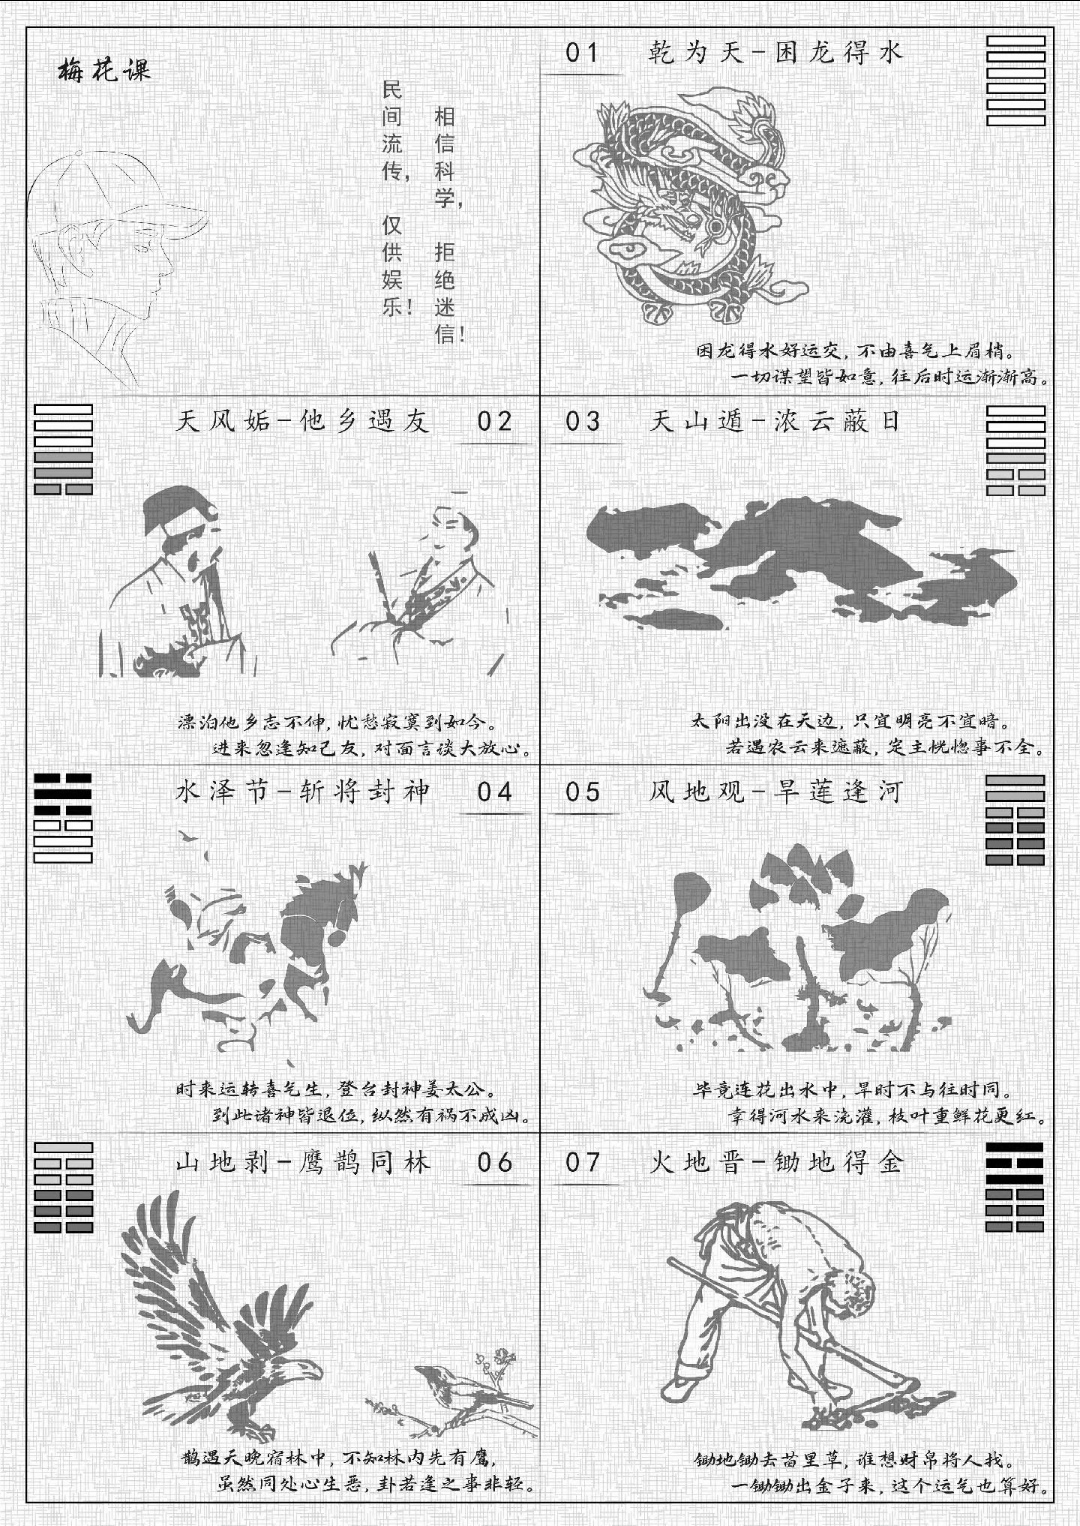 梅花课
相信科学，拒绝迷信！
民间流传，仅供娱乐！
01 乾为天-困龙得水
困龙得水好运交，不由喜气上眉梢。
一切谋望皆如意，往后时运渐渐高。
天风姤-他乡遇友 02
漂泊他乡志不伸，忧愁寂寞到如今。
进来忽逢知己友，对面言谈大放心。
03 天山遁-浓云蔽日
太阳出没在天边，只宜明亮不宜暗。
若遇浓云来遮蔽，定主恍惚事不全。
水泽节-斩将封神 04
时来运转喜气生，登台封神姜太公。
到此诸神皆退位，纵然有祸不成凶。
05 风地观-旱莲逢河
毕竟连花出水中，旱时不与往时同。
幸得河水来浇灌，枝叶重鲜花更红。
山地剥-鹰鹊同林 06
鹊遇天晚宿林中，不知林内先有鹰，
虽然同处心生恶，卦若逢之事非轻。
07 火地晋-锄地得金
锄地锄去苗里草，谁想财帛将人找。
一锄锄出金子来，这个运气也算好。